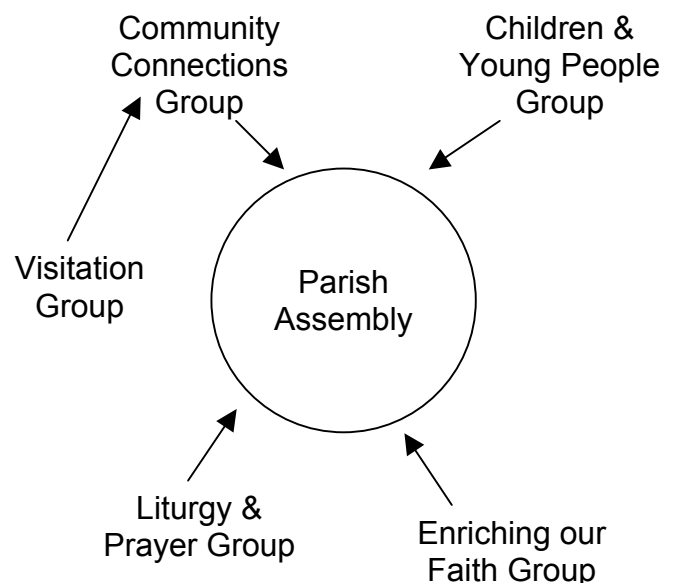 Community
Connections
Group
Children &
Young People
Group
Visitation
Group
Parish
Assembly
Liturgy &
Prayer Group
Enriching our
Faith Group